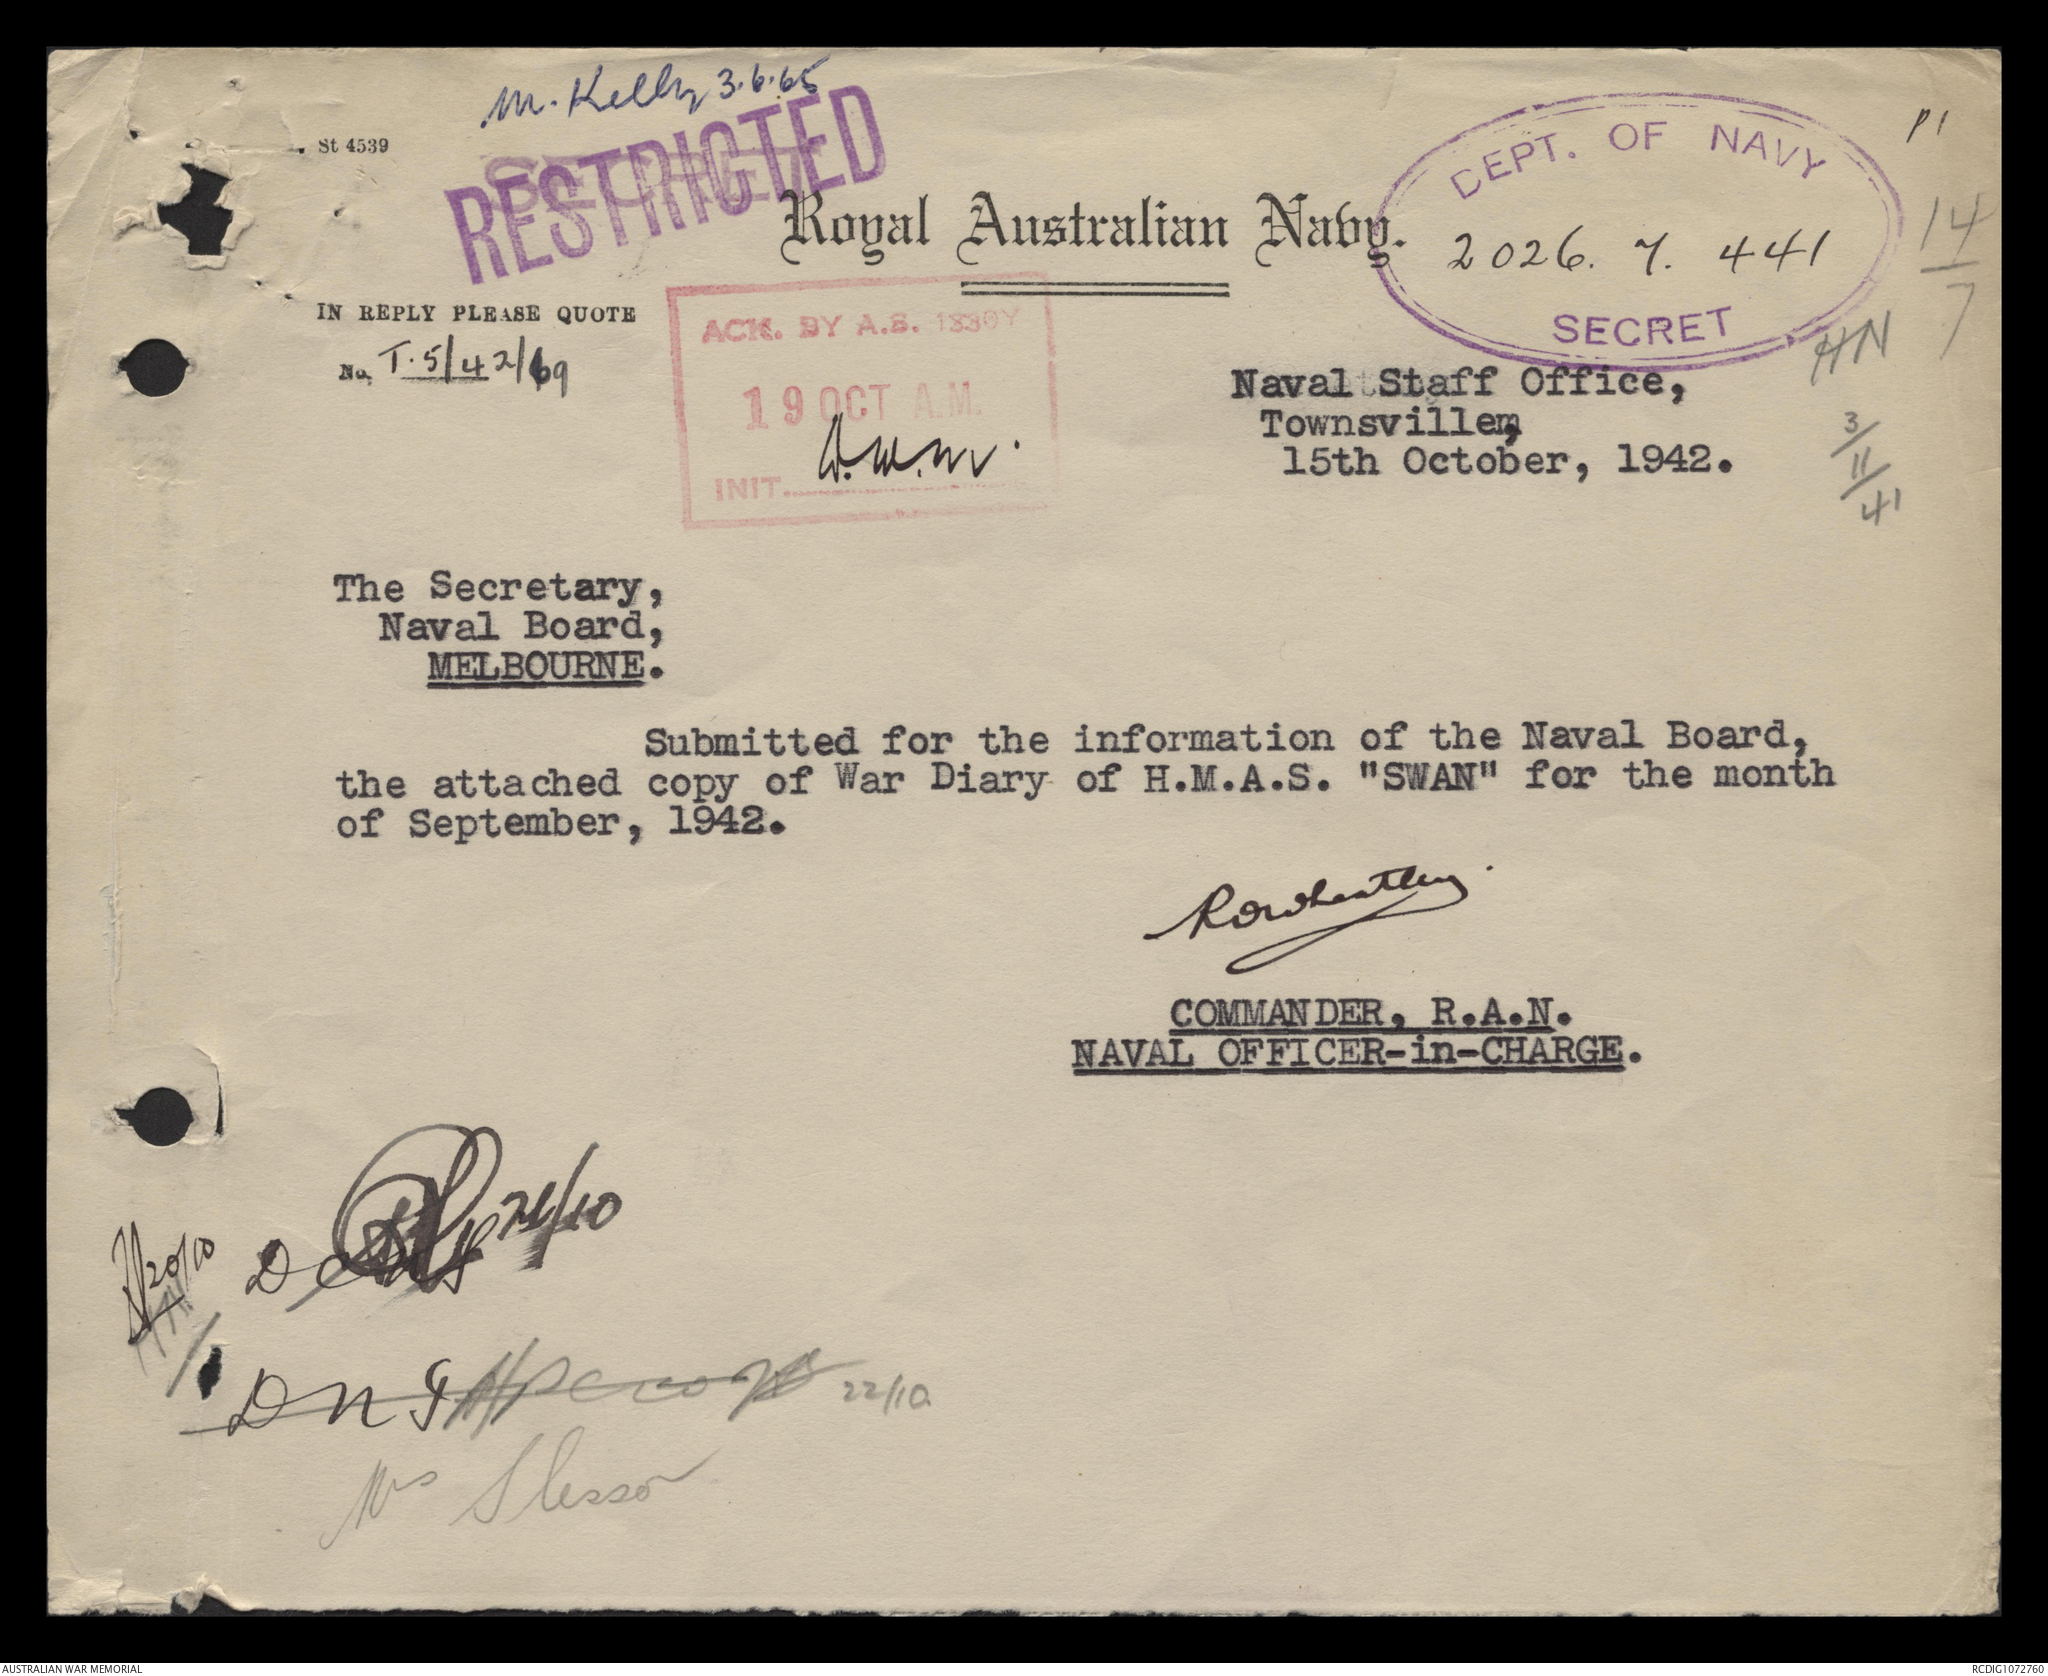 M. Kelly 3.6.65
St 4539
RESTRICTED
P1
DEPT. OF NAVY
2026. 7. 441
SECRET
14
7
HN
3/11/41
Royal Australian Navy.
IN REPLY PLEASE QUOTE
No. T.5/42/69
ACK. BY A.S. 1830Y
19 OCT A.M.
INIT.
Naval Staff Office,
Townsville,
15th October, 1942.
The Secretary,
Naval Board,
MELBOURNE.
Submitted for the information of the Naval Board,
the attached copy of War Diary of H.M.A.S. "SWAN" for the month
of September, 1942.
COMMANDER, R.A.N.
NAVAL OFFICER-in-CHARGE.
21/10
20/10
22/10
Slessor
AUSTRALIAN WAR MEMORIAL
RCDIG1072760